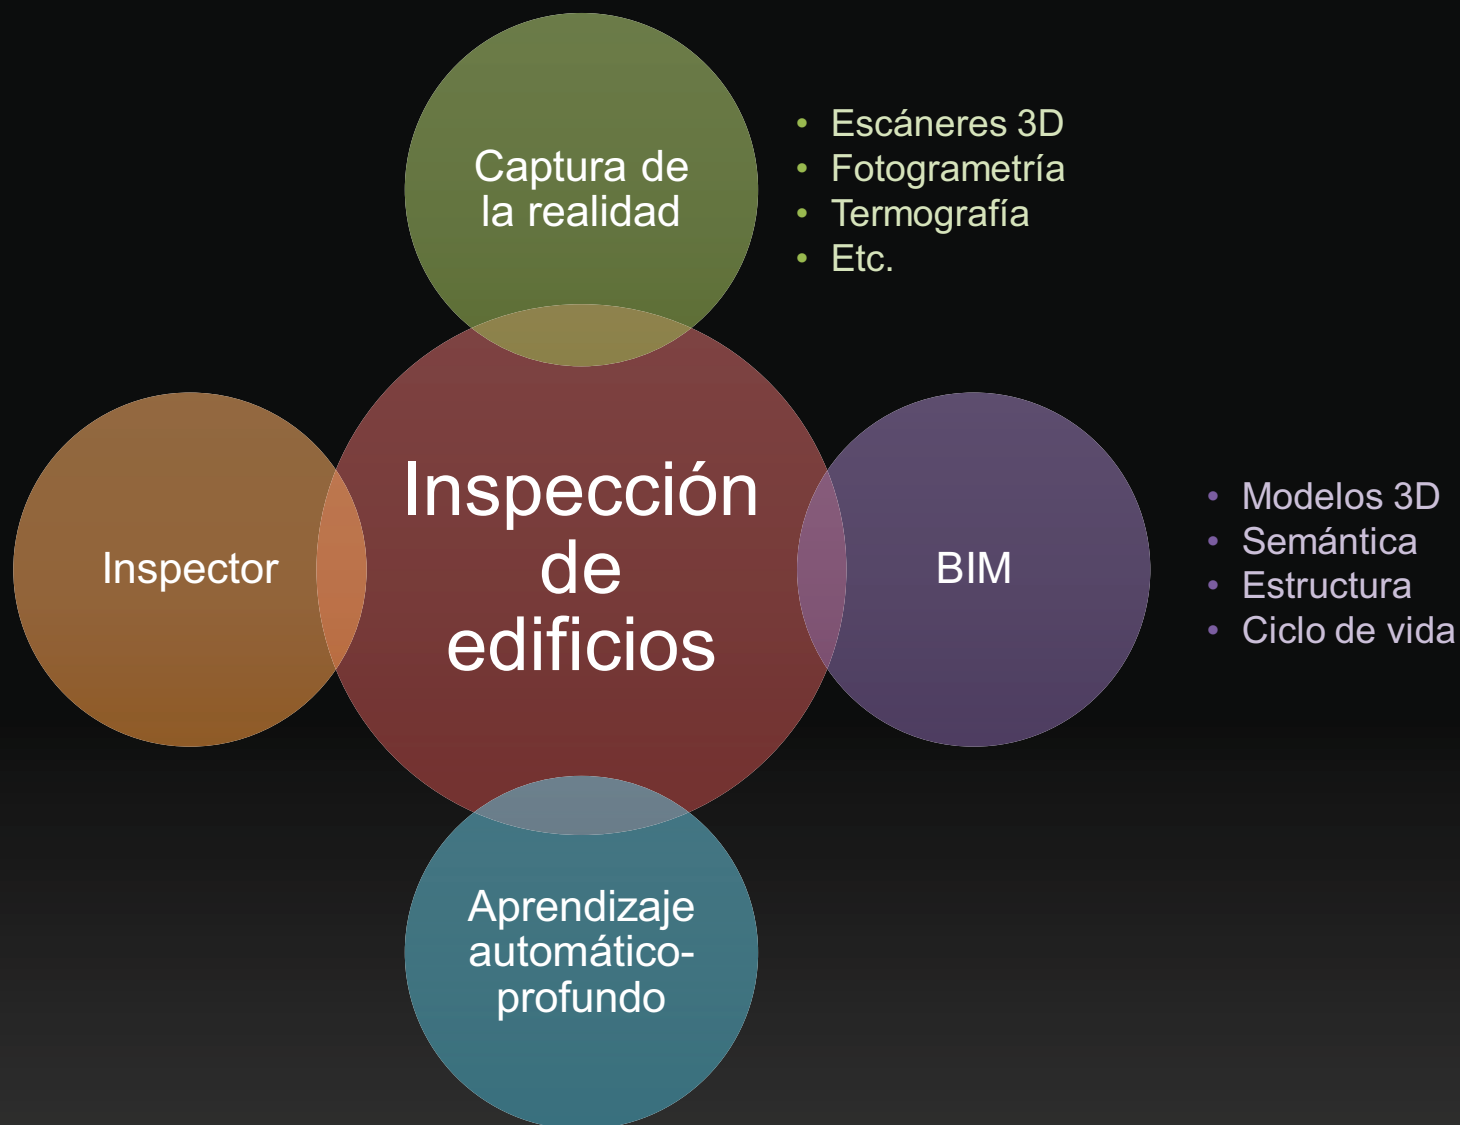 Captura de
la realidad
• Escáneres 3D
• Fotogrametría
• Termografía
• Etc.
Inspector
Inspección
de
edificios
BIM
• Modelos 3D
• Semántica
• Estructura
• Ciclo de vida
Aprendizaje
automático-
profundo